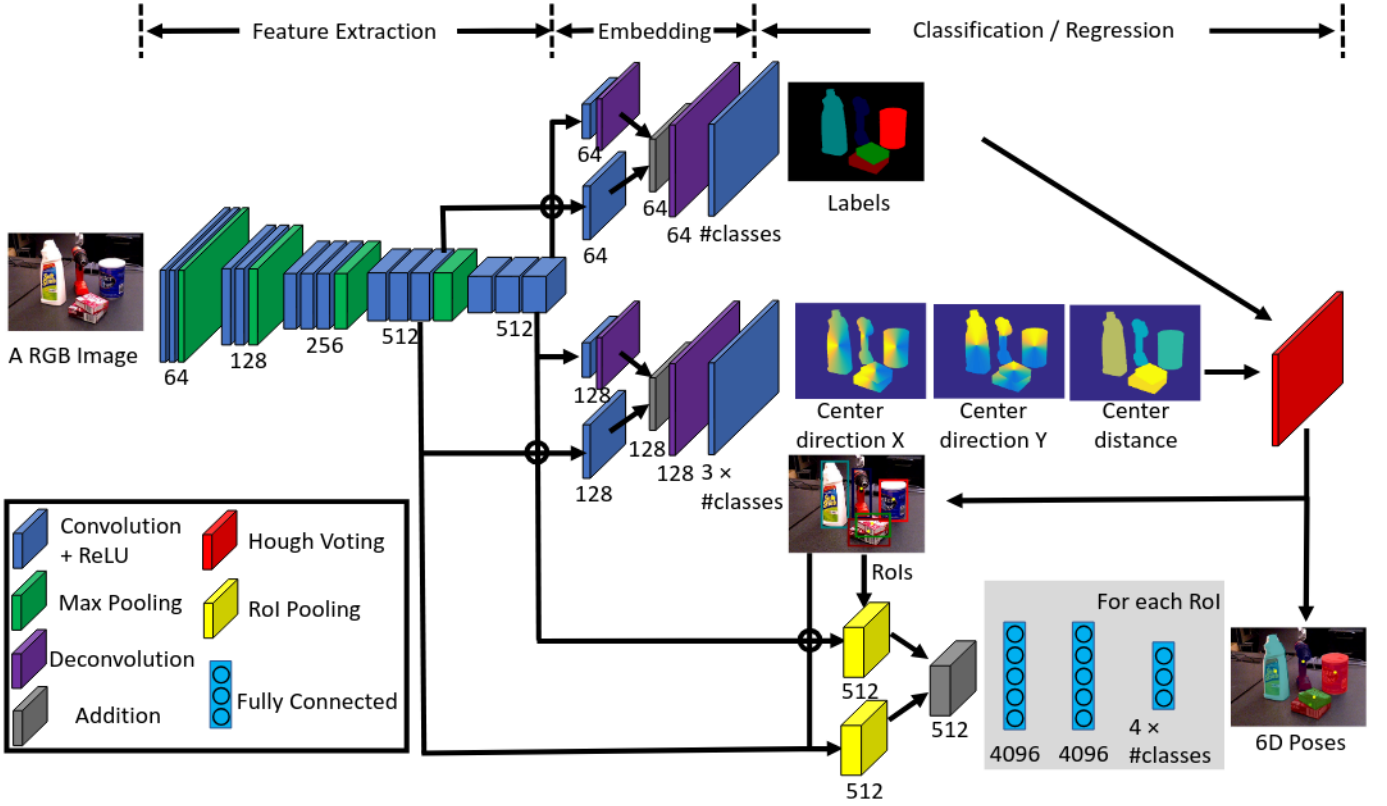 Feature Extraction
Embedding
Classification / Regression
64
64
64
64 #classes
Labels
A RGB Image
64
128
256
512
512
128
128
128
128
3 ×
#classes
Center
direction X
Center
direction Y
Center
distance
RoIs
512
512
512
For each RoI
4096
4096
4 ×
#classes
6D Poses
Convolution
+ ReLU
Max Pooling
Deconvolution
Addition
Hough Voting
RoI Pooling
Fully Connected